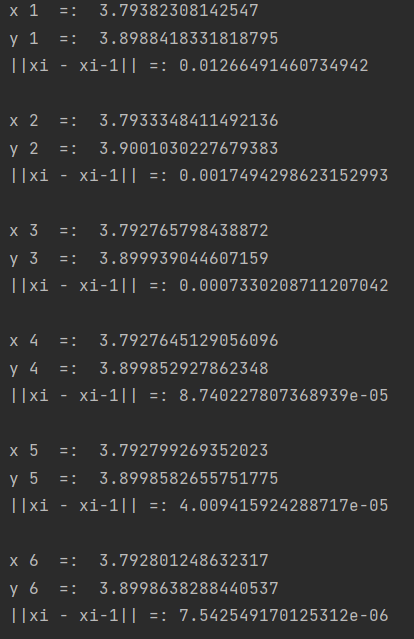 x 1  =:  3.79382308142547
y 1  =:  3.8988418331818795
||xi - xi-1|| =: 0.01266491460734942
x 2  =:  3.7933348411492136
y 2  =:  3.9001030227679383
||xi - xi-1|| =: 0.0017494298623152993
x 3  =:  3.792765798438872
y 3  =:  3.899939044607159
||xi - xi-1|| =: 0.0007330208711207042
x 4  =:  3.7927645129056096
y 4  =:  3.899852927862348
||xi - xi-1|| =: 8.740227807368939e-05
x 5  =:  3.792799269352023
y 5  =:  3.8998582655751775
||xi - xi-1|| =: 4.009415924288717e-05
x 6  =:  3.792801248632317
y 6  =:  3.8998638288440537
||xi - xi-1|| =: 7.542549170125312e-06